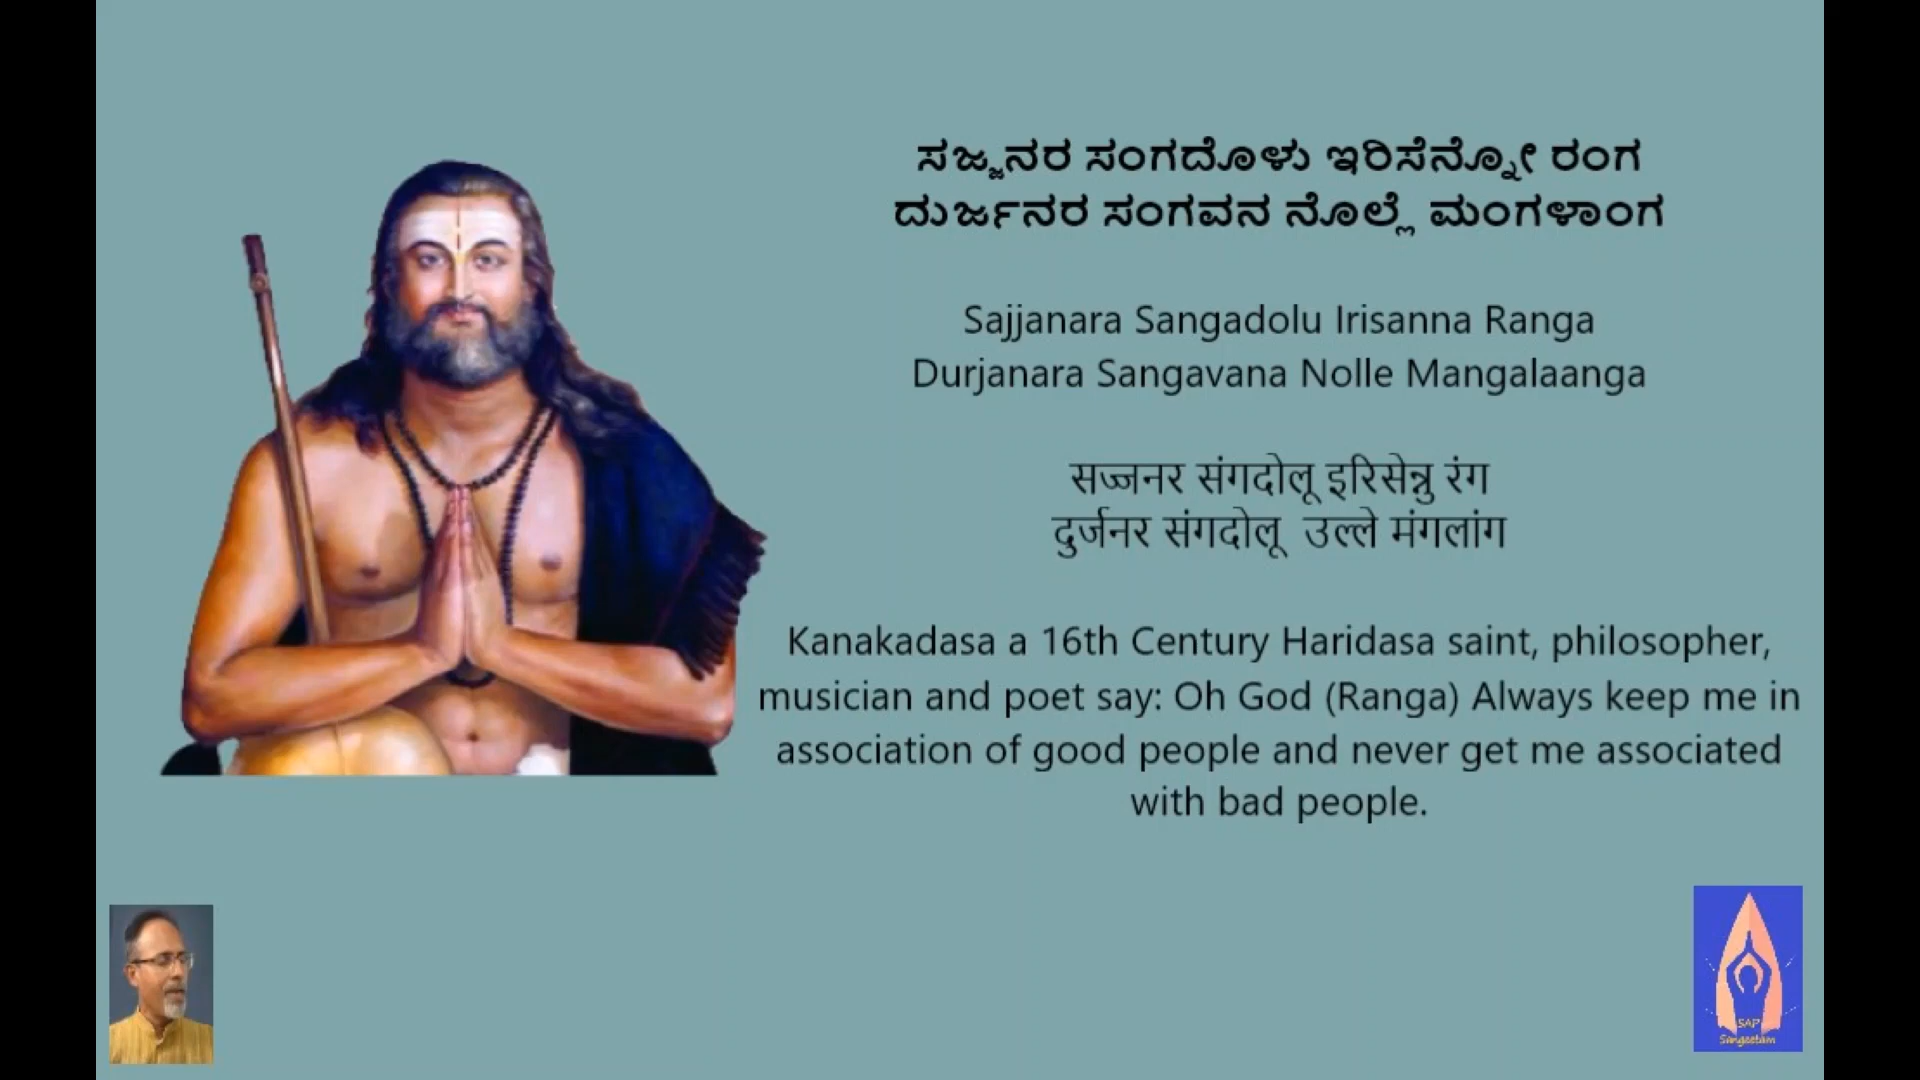 ಸಜ್ಜನರ ಸಂಗದೊಳು ಇರಿಸೆನ್ನೋ ರಂಗ
ದುರ್ಜನರ ಸಂಗವನ ನೊಲ್ಲೆ ಮಂಗಳಾಂಗ
Sajjanara Sangadolu Irisanna Ranga
Durjanara Sangavana Nolle Mangalaanga
सज्जनर संगदोलू इरिसेन्नु रंग
दुर्जनर संगदोलू उल्ले मंगलांग
Kanakadasa a 16th Century Haridasa saint, philosopher,
musician and poet say: Oh God (Ranga) Always keep me in
association of good people and never get me associated
with bad people.
SAP
Sangeetam